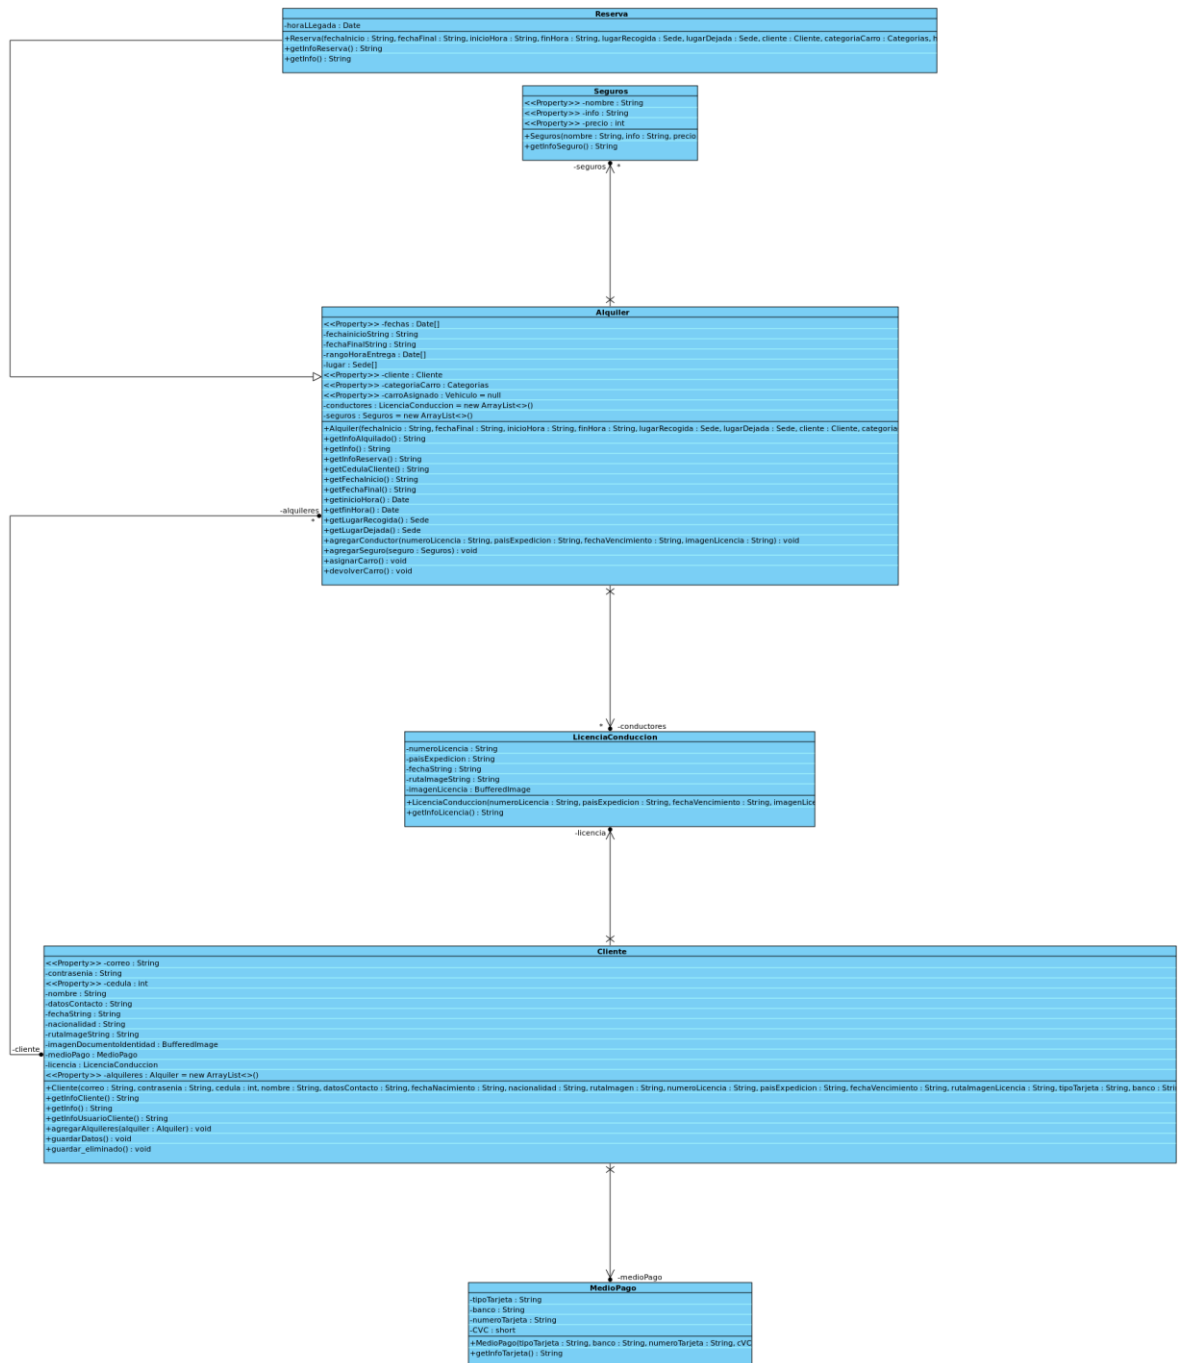 Reserva
-horaLLegada : Date
+Reserva(fechaInicio : String, fechaFinal : String, inicioHora : String, finHora : String, lugarRecogida : Sede, lugarDejada : Sede, cliente : Cliente, categoriaCarro : Categorias, h
+getInfoReserva() : String
+getInfo() : String
Seguros
<<Property>> -nombre : String
<<Property>> -info : String
<<Property>> -precio : int
+Seguros(nombre : String, info : String, precio
+getInfoSeguro() : String
-seguros *
Alquiler
<<Property>> -fechas : Date[]
-fechainicioString : String
-fechaFinalString : String
-rangoHoraEntrega : Date[]
-lugar : Sede[]
<<Property>> -cliente : Cliente
<<Property>> -categoriaCarro : Categorias
<<Property>> -carroAsignado : Vehiculo = null
-conductores : LicenciaConduccion = new ArrayList<>()
-seguros : Seguros = new ArrayList<>()
+Alquiler(fechaInicio : String, fechaFinal : String, inicioHora : String, finHora : String, lugarRecogida : Sede, lugarDejada : Sede, cliente : Cliente, categoria
+getInfoAlquilado() : String
+getInfo() : String
+getInfoReserva() : String
+getCedulaCliente() : String
+getFechaInicio() : String
+getFechaFinal() : String
+getinicioHora() : Date
+getfinHora() : Date
+getLugarRecogida() : Sede
+getLugarDejada() : Sede
+agregarConductor(numeroLicencia : String, paisExpedicion : String, fechaVencimiento : String, imagenLicencia : String) : void
+agregarSeguro(seguro : Seguros) : void
+asignarCarro() : void
+devolverCarro() : void
-alquileres
*
* -conductores
LicenciaConduccion
-numeroLicencia : String
-paisExpedicion : String
-fechaString : String
-rutaImageString : String
-imagenLicencia : BufferedImage
+LicenciaConduccion(numeroLicencia : String, paisExpedicion : String, fechaVencimiento : String, imagenLice
+getInfoLicencia() : String
-licencia
Cliente
<<Property>> -correo : String
-contrasenia : String
<<Property>> -cedula : int
-nombre : String
-datosContacto : String
-fechaString : String
-nacionalidad : String
-rutaImageString : String
-imagenDocumentoIdentidad : BufferedImage
-medioPago : MedioPago
-licencia : LicenciaConduccion
<<Property>> -alquileres : Alquiler = new ArrayList<>()
+Cliente(correo : String, contrasenia : String, cedula : int, nombre : String, datosContacto : String, fechaNacimiento : String, nacionalidad : String, rutaImagen : String, numeroLicencia : String, paisExpedicion : String, fechaVencimiento : String, rutaImagenLicencia : String, tipoTarjeta : String, banco : Stri
+getInfoCliente() : String
+getInfo() : String
+getInfoUsuarioCliente() : String
+agregarAlquileres(alquiler : Alquiler) : void
+guardarDatos() : void
+guardar_eliminado() : void
-cliente
-medioPago
MedioPago
-tipoTarjeta : String
-banco : String
-numeroTarjeta : String
-CVC : short
+MedioPago(tipoTarjeta : String, banco : String, numeroTarjeta : String, cVC
+getInfoTarjeta() : String